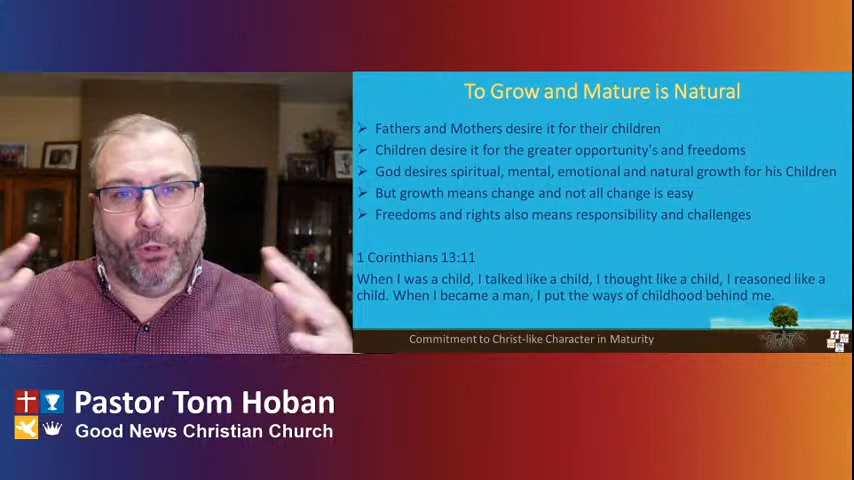 To Grow and Mature is Natural
Fathers and Mothers desire it for their children
Children desire it for the greater opportunity's and freedoms
God desires spiritual, mental, emotional and natural growth for his Children
But growth means change and not all change is easy
Freedoms and rights also means responsibility and challenges
1 Corinthians 13:11
When I was a child, I talked like a child, I thought like a child, I reasoned like a
child. When I became a man, I put the ways of childhood behind me.
Commitment to Christ-like Character in Maturity
Pastor Tom Hoban
Good News Christian Church